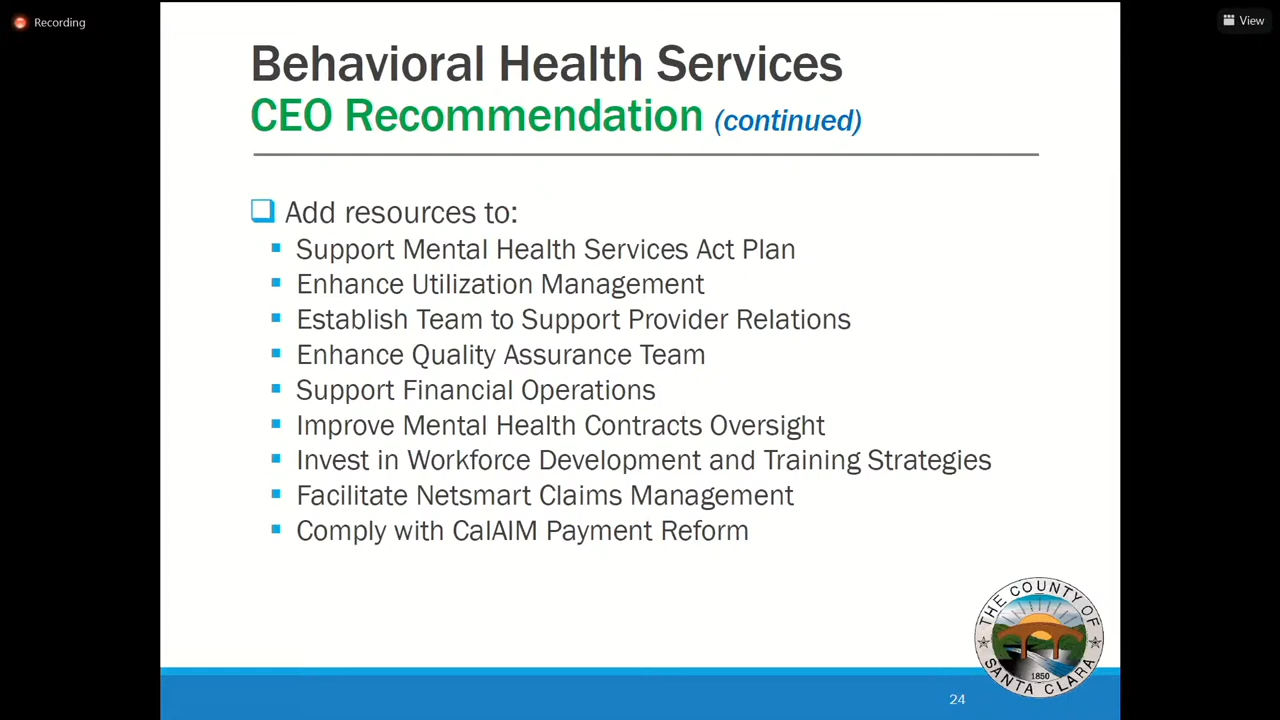 Recording
View
Behavioral Health Services
CEO Recommendation (continued)
Add resources to:
Support Mental Health Services Act Plan
Enhance Utilization Management
Establish Team to Support Provider Relations
Enhance Quality Assurance Team
Support Financial Operations
Improve Mental Health Contracts Oversight
Invest in Workforce Development and Training Strategies
Facilitate Netsmart Claims Management
Comply with CalAIM Payment Reform
THE COUNTY OF
SANTA CLARA
1850
24